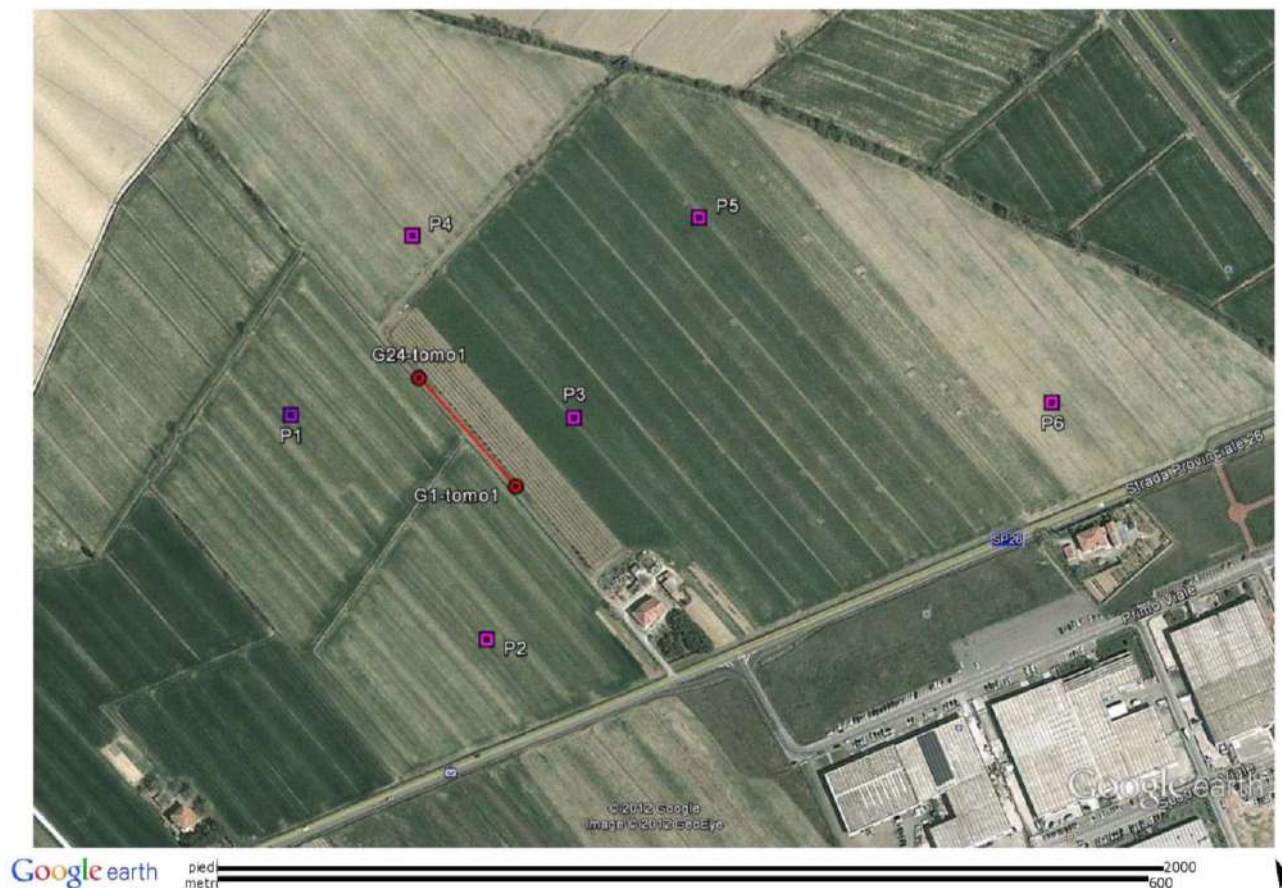 P5
P4
G24-tomo1
P3
P1
P6
G1-tomo1
Strada Provinciale 26
SP26
Primo Viale
P2
Google earth
© 2012 Google
Image © 2012 GeoEye
Google earth
piedi 2000
metri 600